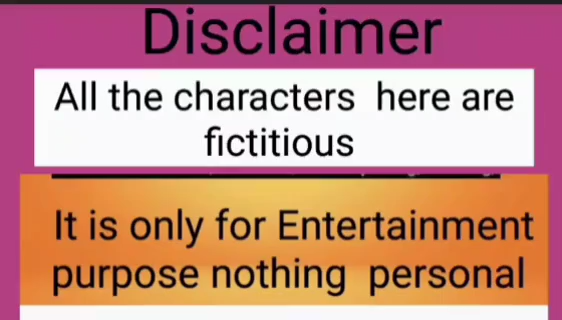 Disclaimer
All the characters here are
fictitious
It is only for Entertainment
purpose nothing personal